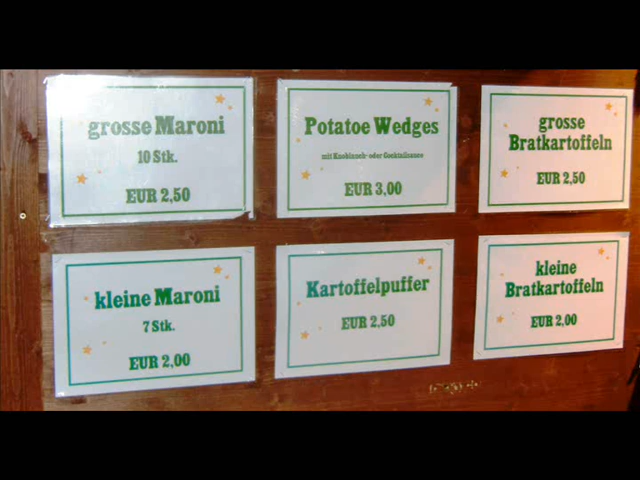 grosse Maroni
10 Stk.
EUR 2,50
Potatoe Wedges
mit Knoblauch- oder Cocktailsauce
EUR 3,00
grosse
Bratkartoffeln
EUR 2,50
kleine Maroni
7 Stk.
EUR 2,00
Kartoffelpuffer
EUR 2,50
kleine
Bratkartoffeln
EUR 2,00